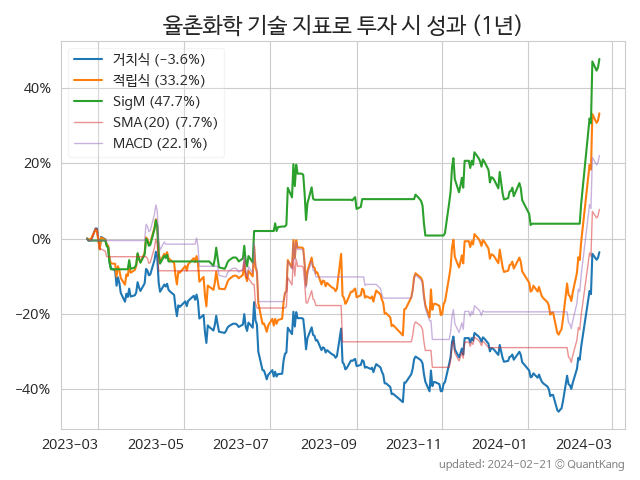 율촌화학 기술 지표로 투자 시 성과 (1년)
거치식 (−3.6%)
적립식 (33.2%)
SigM (47.7%)
SMA(20) (7.7%)
MACD (22.1%)
40%
20%
0%
−20%
−40%
2023−03 2023−05 2023−07 2023−09 2023−11 2024−01 2024−03
updated: 2024−02−21 © QuantKang